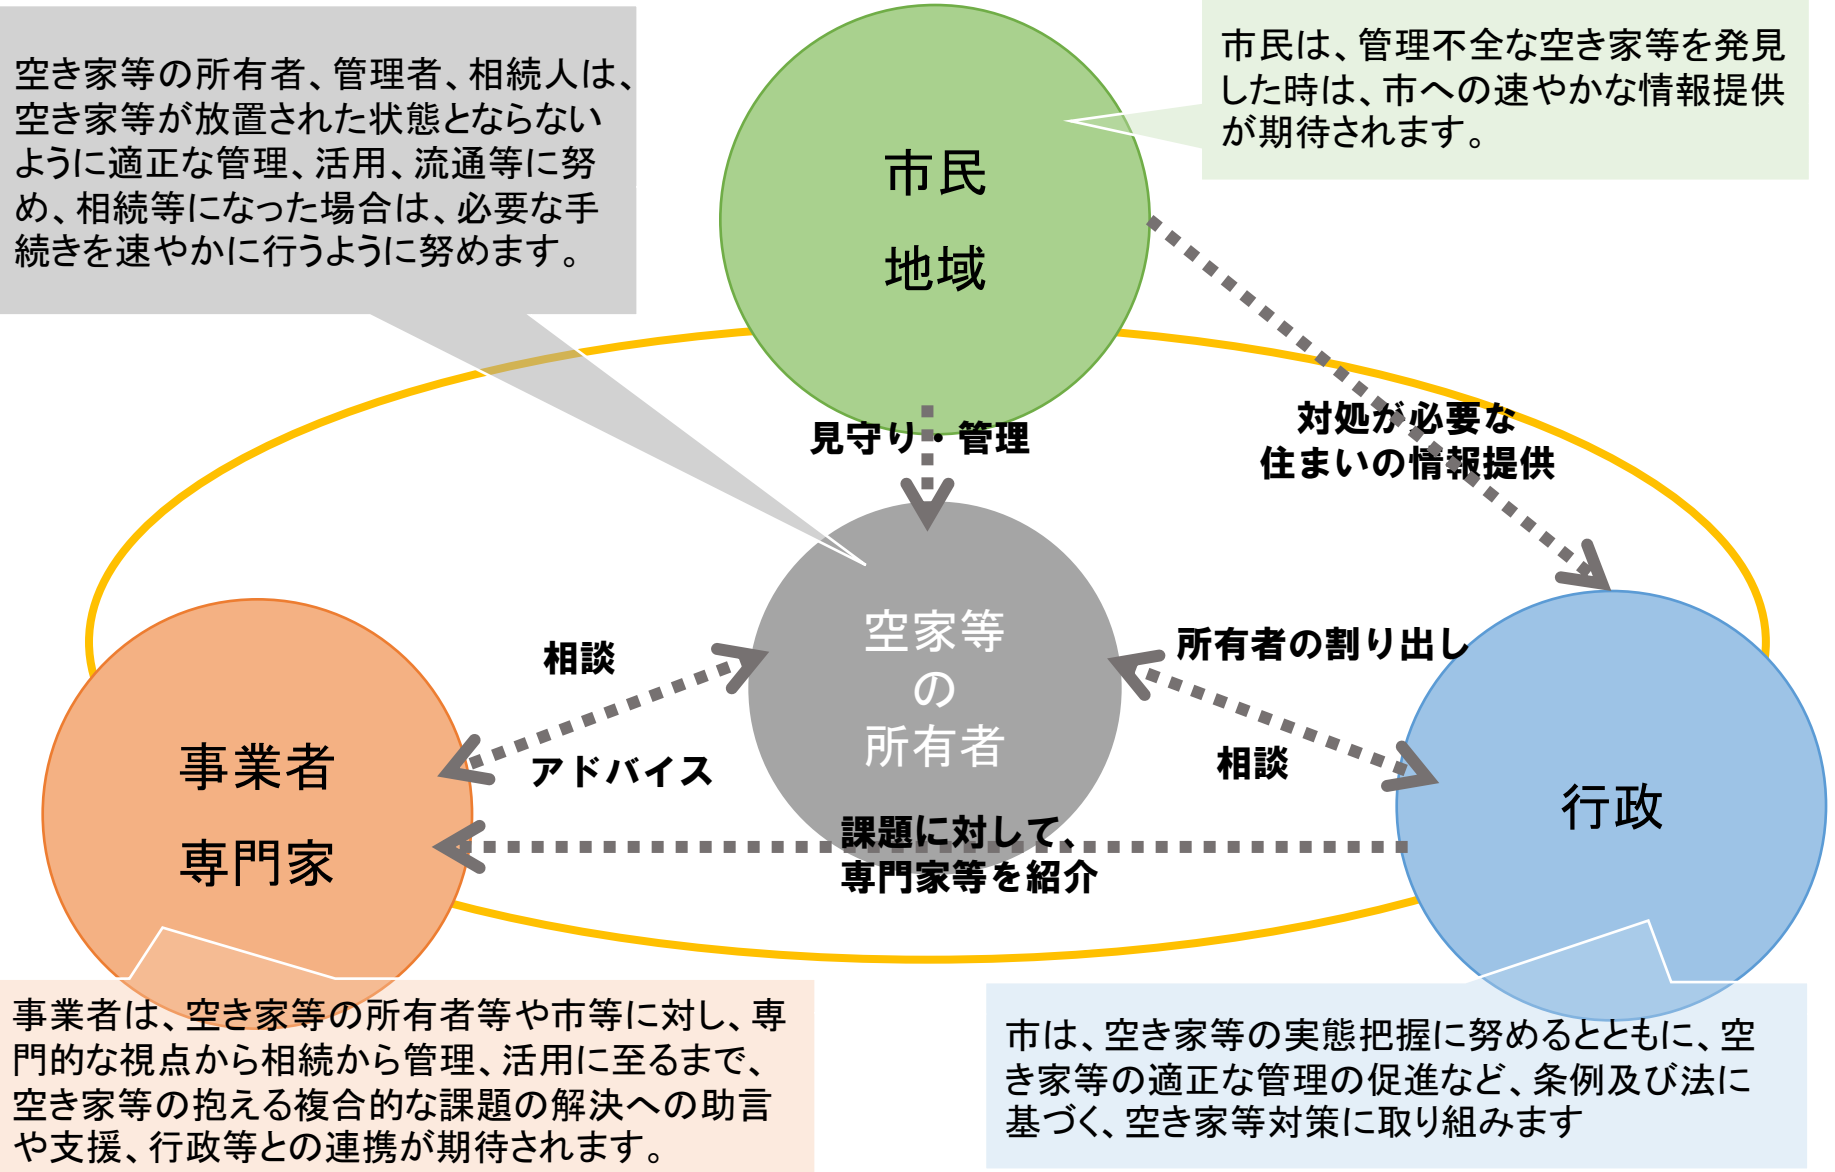 空き家等の所有者、管理者、相続人は、
空き家等が放置された状態とならない
ように適正な管理、活用、流通等に努
め、相続等になった場合は、必要な手
続きを速やかに行うように努めます。
市民は、管理不全な空き家等を発見
した時は、市への速やかな情報提供
が期待されます。
市民
地域
見守り・管理
対処が必要な
住まいの情報提供
空家等
の
所有者
相談
アドバイス
所有者の割り出し
相談
事業者
専門家
行政
課題に対して、
専門家等を紹介
事業者は、空き家等の所有者等や市等に対し、専
門的な視点から相続から管理、活用に至るまで、
空き家等の抱える複合的な課題の解決への助言
や支援、行政等との連携が期待されます。
市は、空き家等の実態把握に努めるとともに、空
き家等の適正な管理の促進など、条例及び法に
基づく、空き家等対策に取り組みます